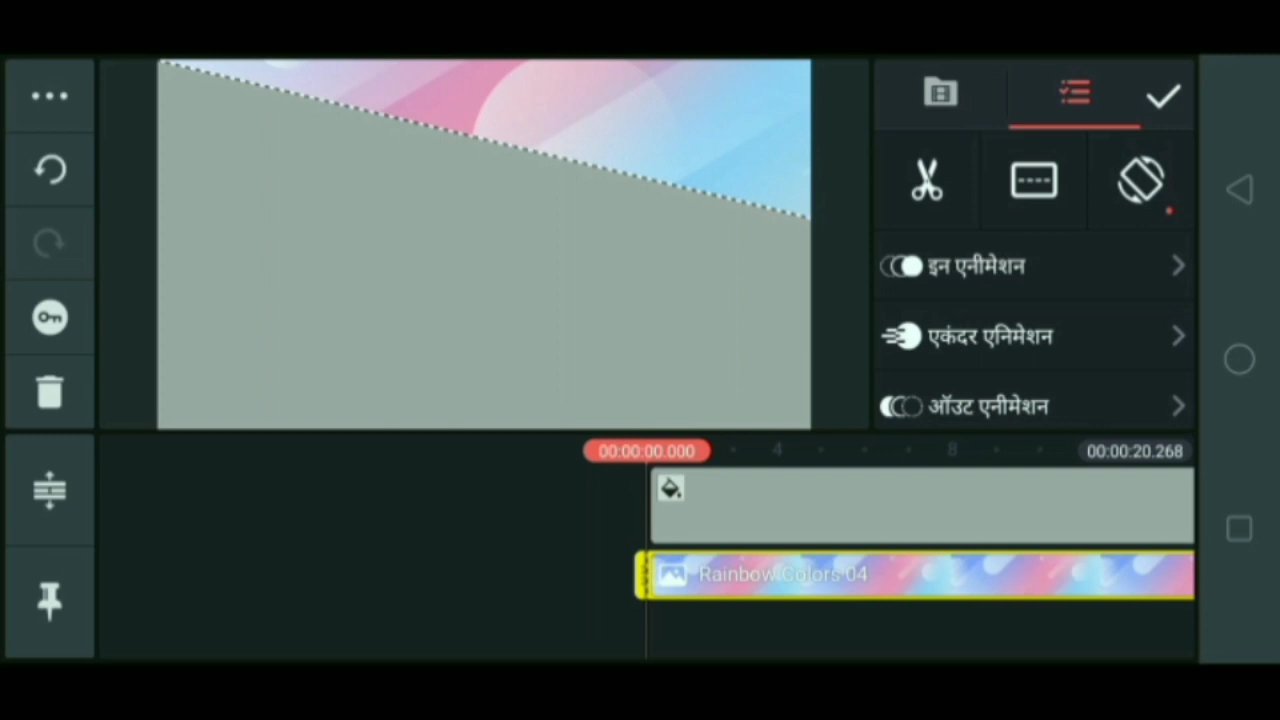 इन एनीमेशन
एकंदर एनिमेशन
ऑउट एनीमेशन
00:00:00.000
4
8
00:00:20.268
Rainbow Colors 04